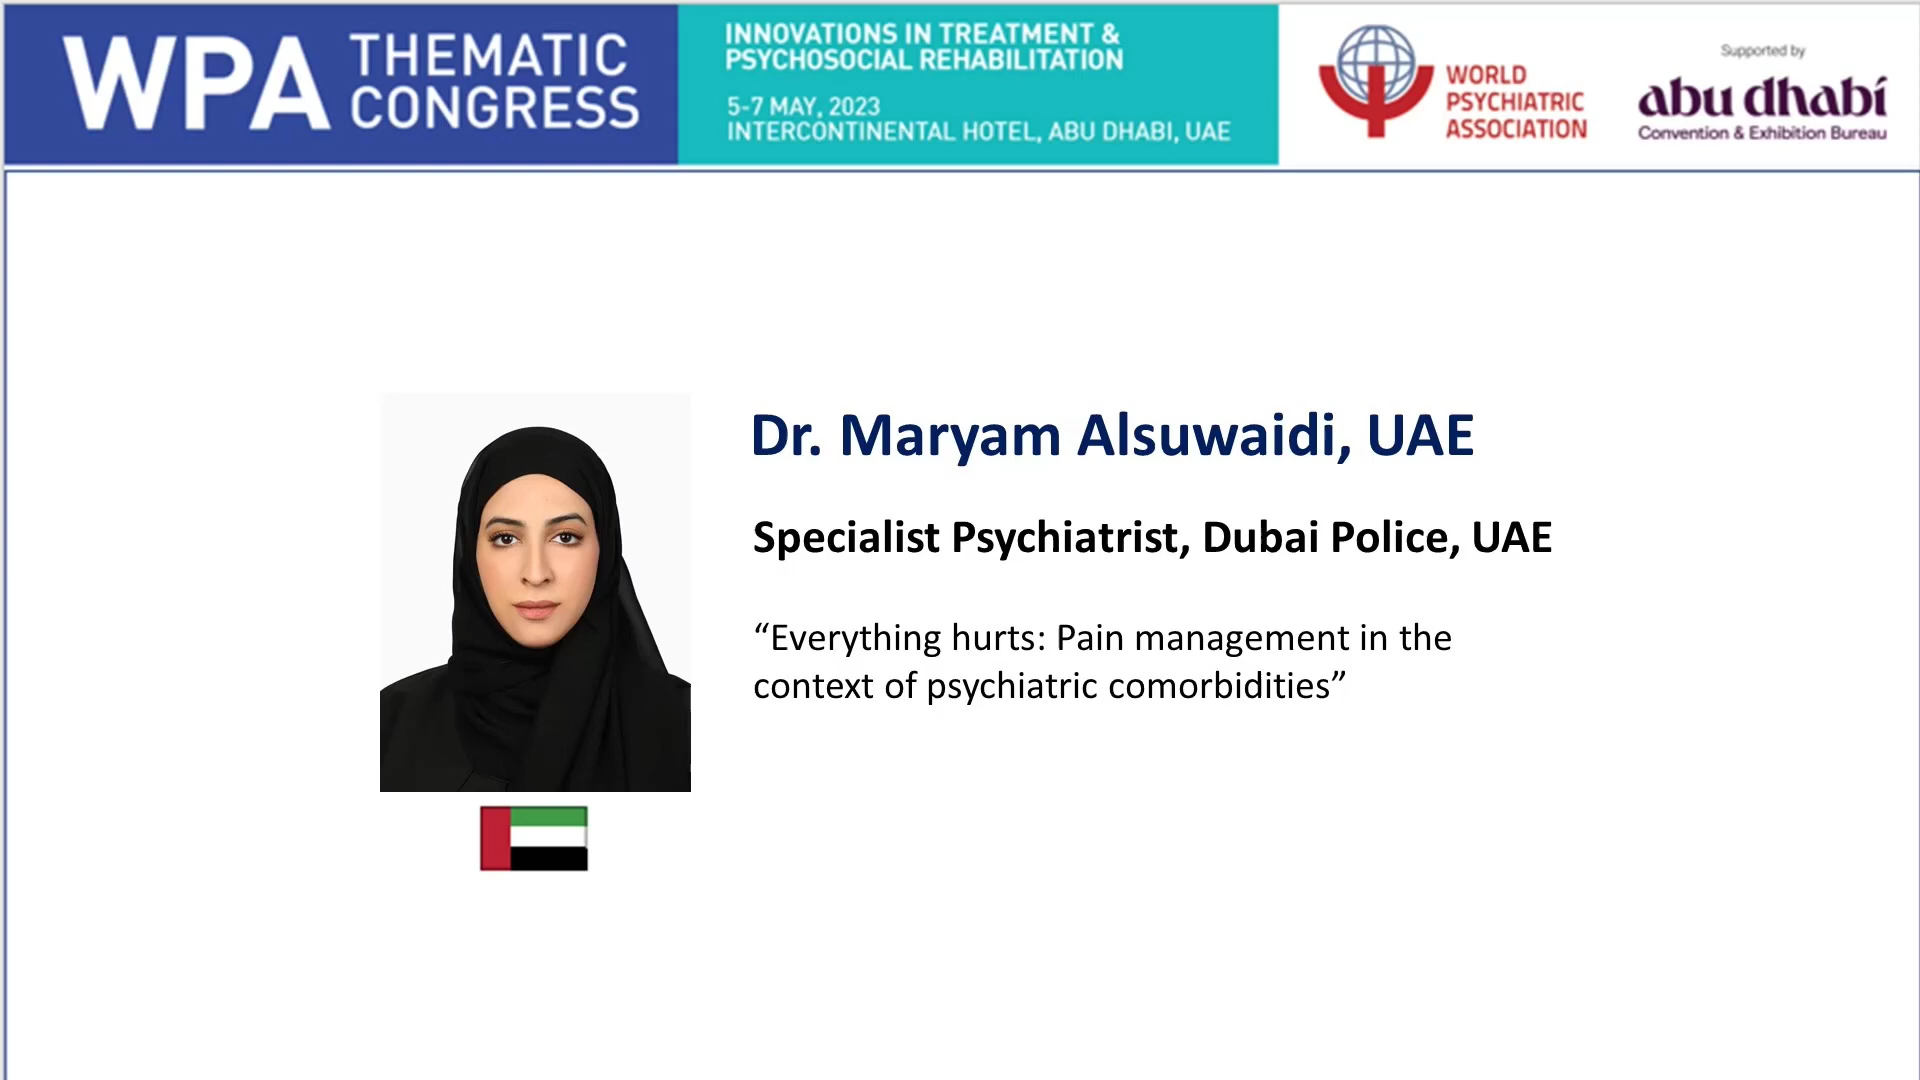 WPA THEMATIC CONGRESS
INNOVATIONS IN TREATMENT &
PSYCHOSOCIAL REHABILITATION
5-7 MAY, 2023
INTERCONTINENTAL HOTEL, ABU DHABI, UAE
WORLD
PSYCHIATRIC
ASSOCIATION
Supported by
abu dhabi
Convention & Exhibition Bureau
Dr. Maryam Alsuwaidi, UAE
Specialist Psychiatrist, Dubai Police, UAE
“Everything hurts: Pain management in the
context of psychiatric comorbidities”